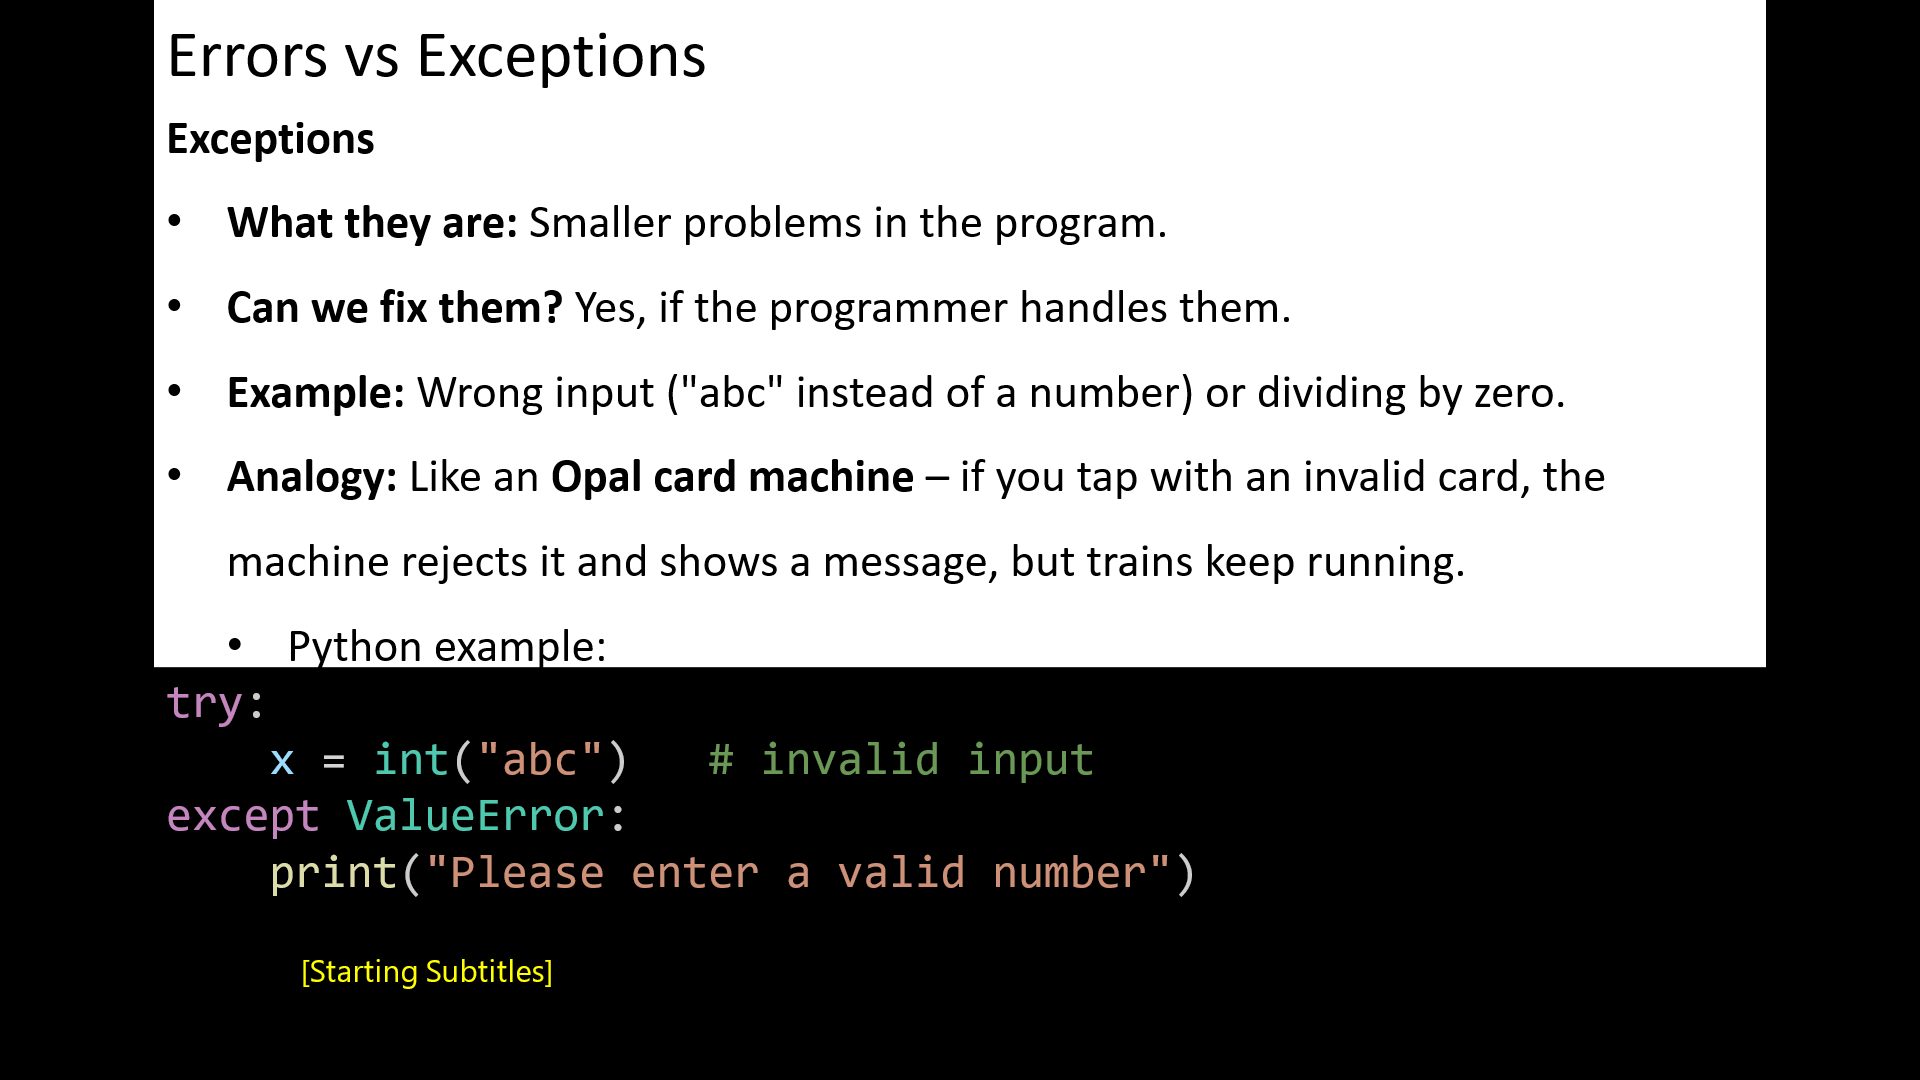 Errors vs Exceptions
Exceptions
• What they are: Smaller problems in the program.
• Can we fix them? Yes, if the programmer handles them.
• Example: Wrong input ("abc" instead of a number) or dividing by zero.
• Analogy: Like an Opal card machine – if you tap with an invalid card, the
machine rejects it and shows a message, but trains keep running.
• Python example:
try:
    x = int("abc")   # invalid input
except ValueError:
    print("Please enter a valid number")
[Starting Subtitles]